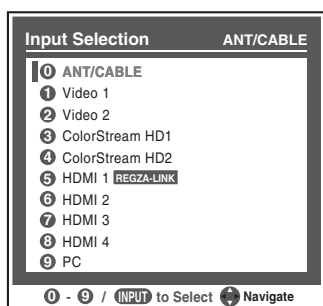 Input Selection ANT/CABLE
0 ANT/CABLE
1 Video 1
2 Video 2
3 ColorStream HD1
4 ColorStream HD2
5 HDMI 1 REGZA-LINK
6 HDMI 2
7 HDMI 3
8 HDMI 4
9 PC
0 - 9 / INPUT to Select Navigate